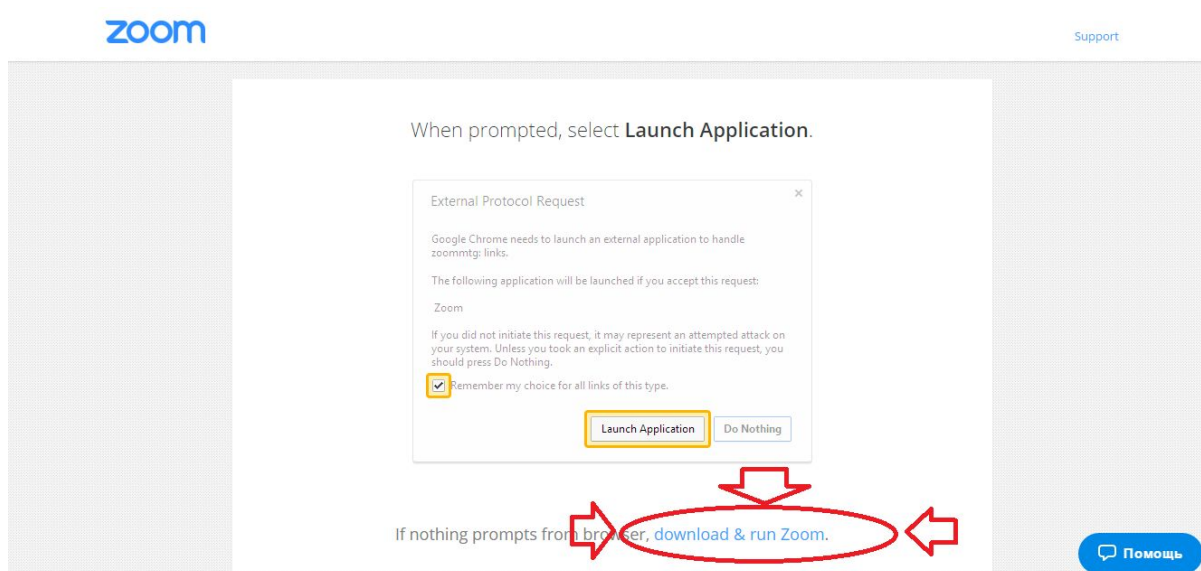 zoom
Support
When prompted, select Launch Application.
External Protocol Request
Google Chrome needs to launch an external application to handle
zoommtg: links.
The following application will be launched if you accept this request:
Zoom
If you did not initiate this request, it may represent an attempted attack on
your system. Unless you took an explicit action to initiate this request, you
should press Do Nothing.
Remember my choice for all links of this type.
Launch Application Do Nothing
If nothing prompts from browser, download & run Zoom.
Помощь